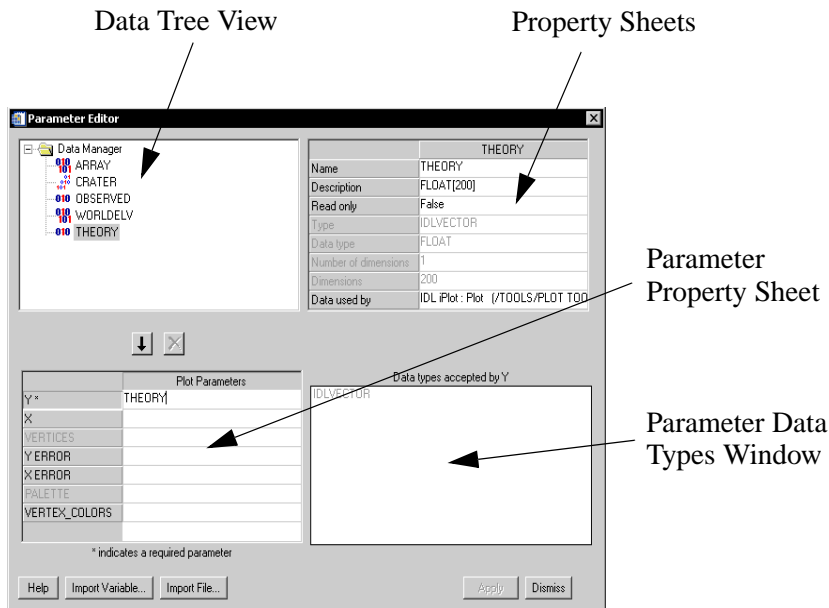 Data Tree View
Property Sheets
Parameter Editor
Data Manager
ARRAY
CRATER
OBSERVED
WORLDELV
THEORY
THEORY
Name THEORY
Description FLOAT[200]
Read only False
Type IDLVECTOR
Data type FLOAT
Number of dimensions 1
Dimensions 200
Data used by IDL iPlot : Plot (/TOOLS/PLOT TOO
Parameter
Property Sheet
Plot Parameters
Y * THEORY
X
VERTICES
Y ERROR
X ERROR
PALETTE
VERTEX_COLORS
* indicates a required parameter
Data types accepted by Y
IDLVECTOR
Parameter Data
Types Window
Help Import Variable... Import File... Apply Dismiss